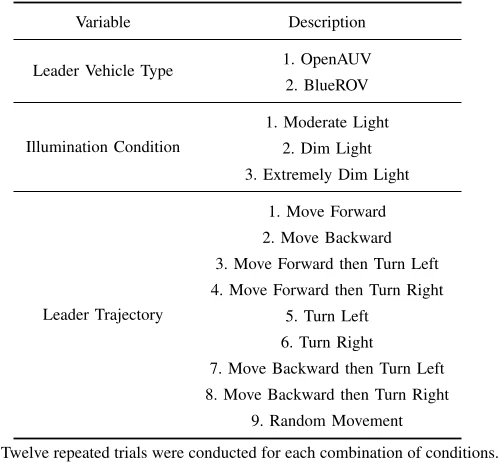 Variable Description
Leader Vehicle Type
1. OpenAUV
2. BlueROV
Illumination Condition
1. Moderate Light
2. Dim Light
3. Extremely Dim Light
Leader Trajectory
1. Move Forward
2. Move Backward
3. Move Forward then Turn Left
4. Move Forward then Turn Right
5. Turn Left
6. Turn Right
7. Move Backward then Turn Left
8. Move Backward then Turn Right
9. Random Movement
Twelve repeated trials were conducted for each combination of conditions.